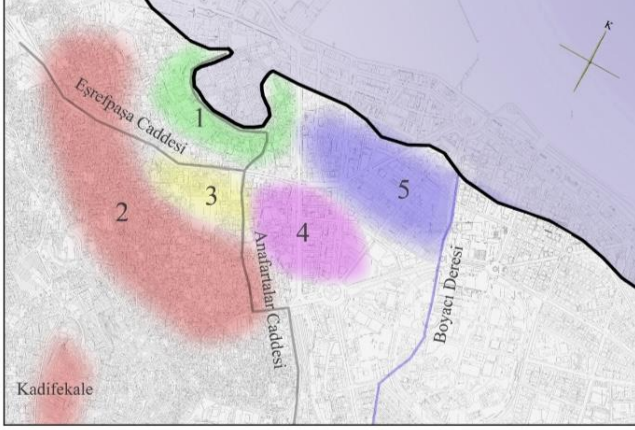 K
Eşrefpaşa Caddesi
1
2
3
4
5
Anafartalar Caddesi
Boyacı Deresi
Kadifekale